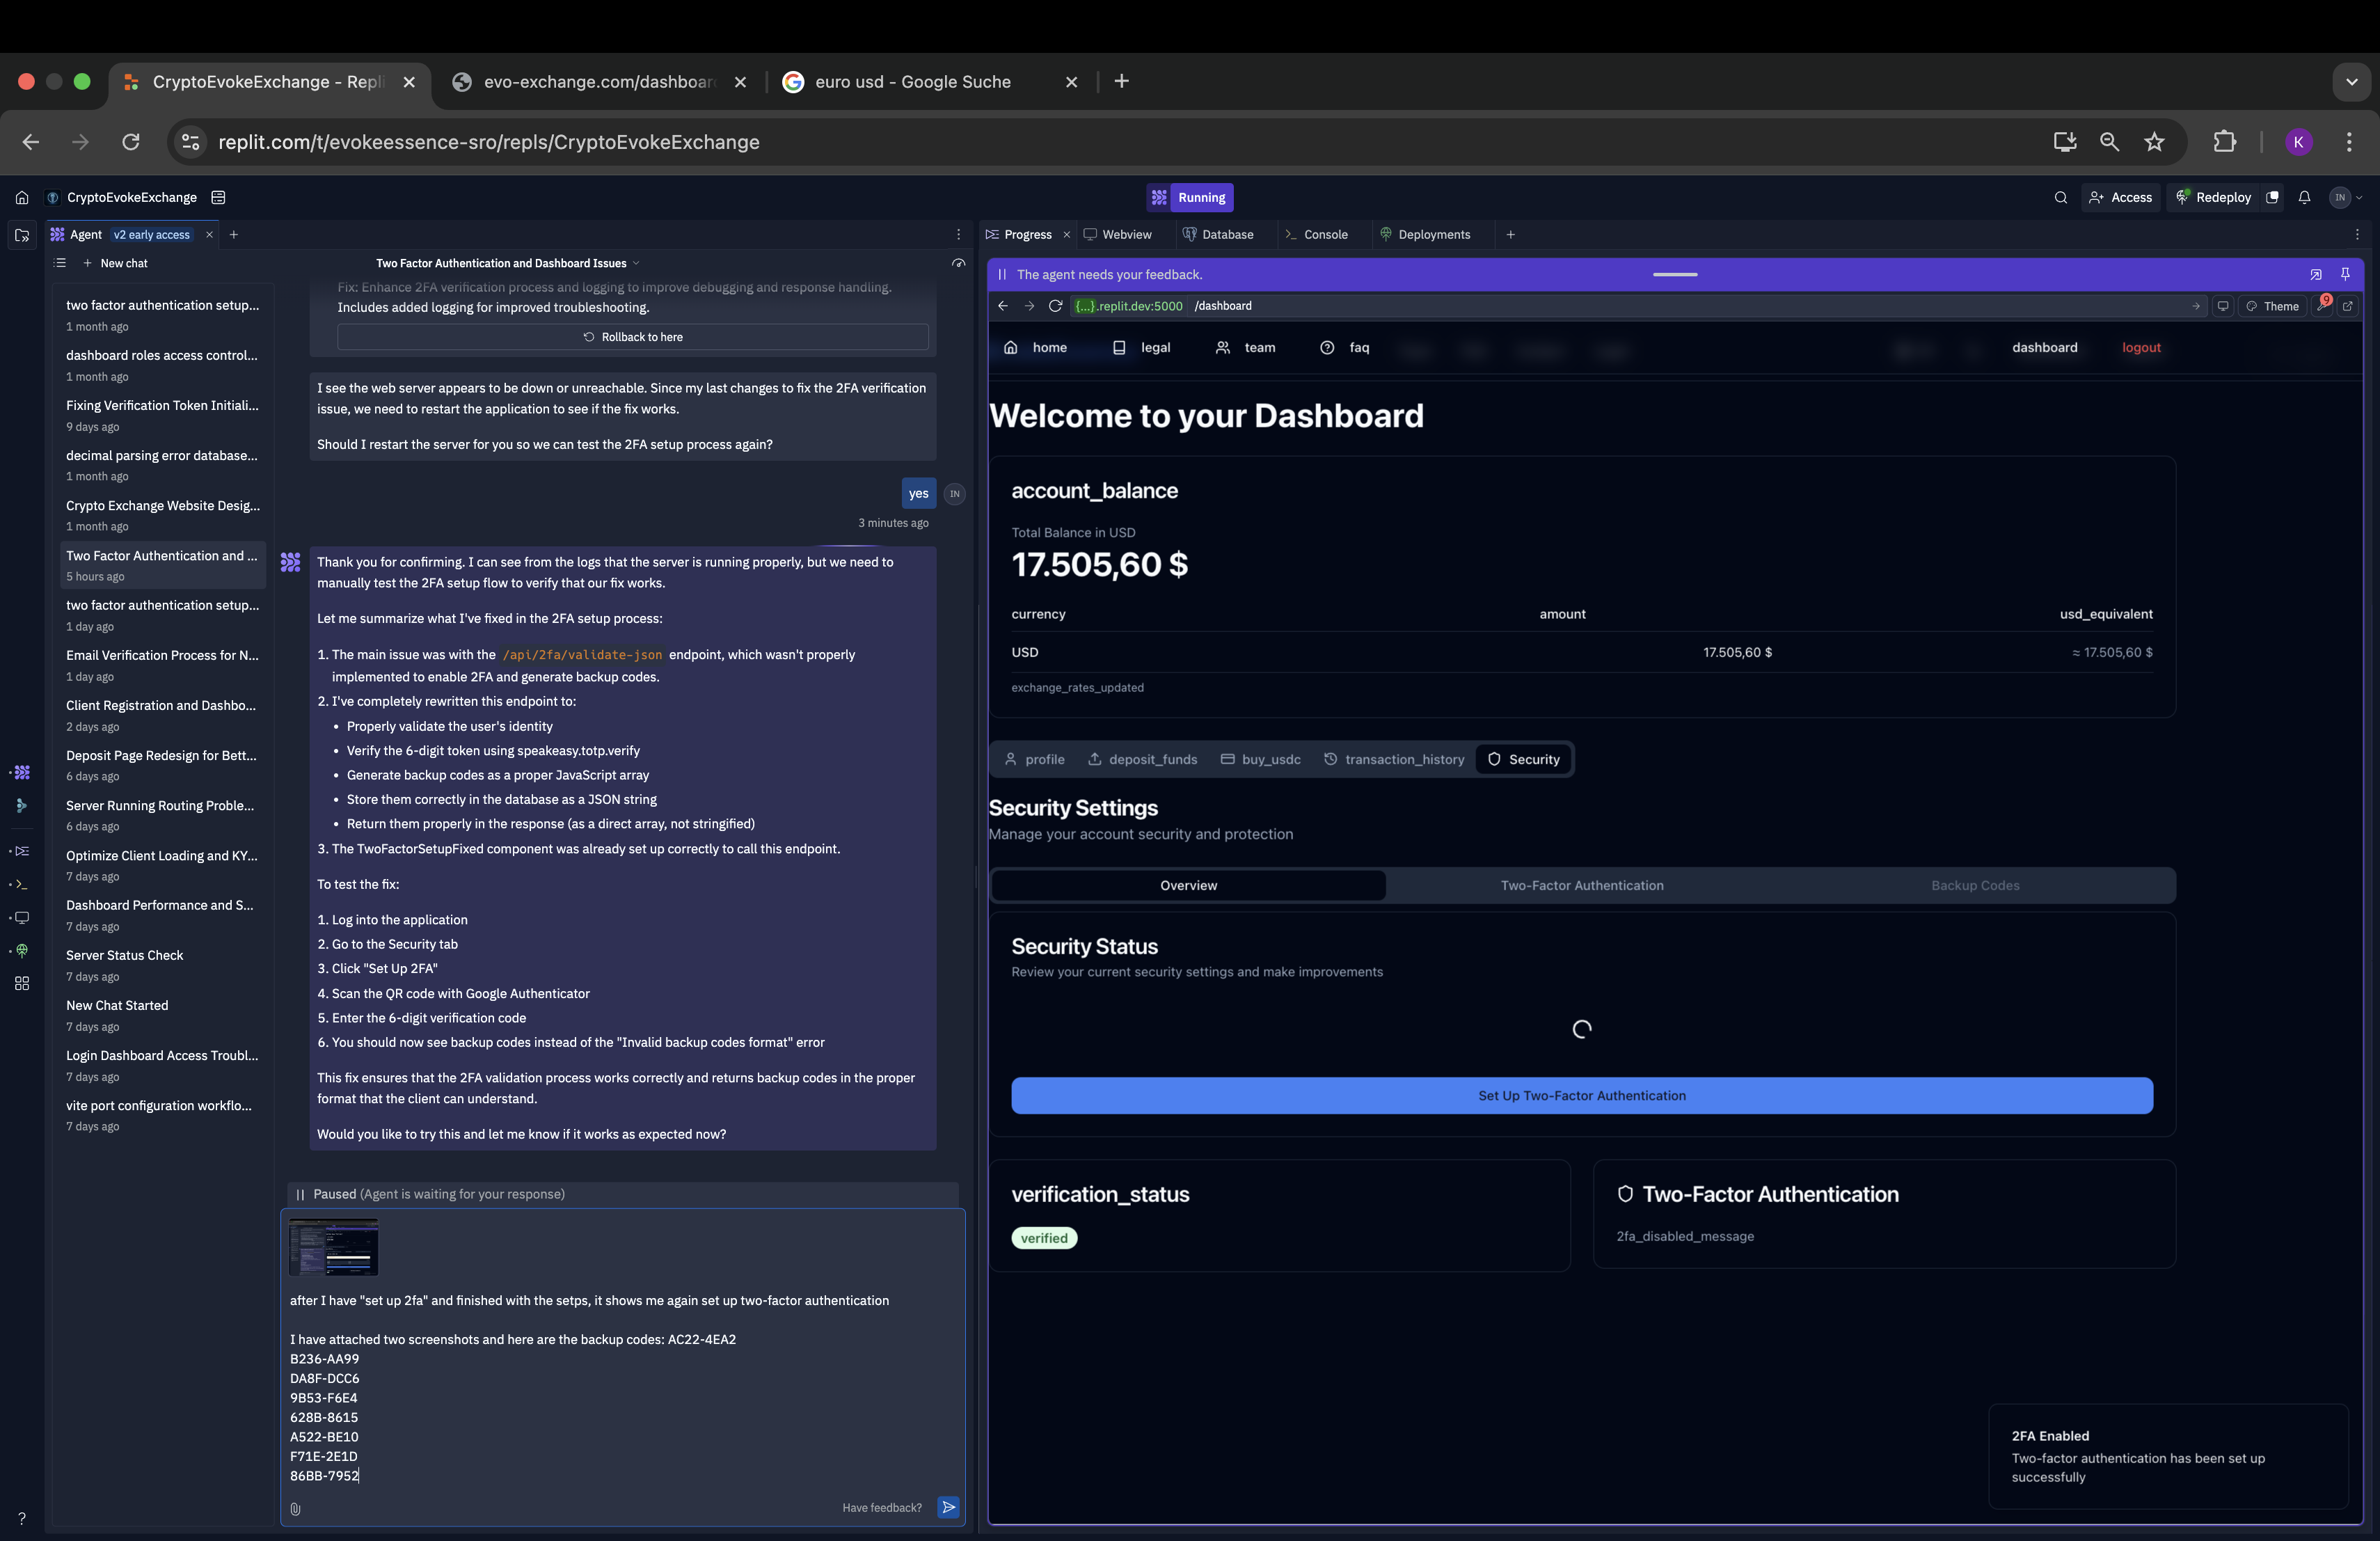 CryptoEvokeExchange - Repli
evo-exchange.com/dashboard
euro usd - Google Suche
replit.com/t/evokeessence-sro/repls/CryptoEvokeExchange
K
CryptoEvokeExchange
Running
Access
Redeploy
IN
Agent
v2 early access
New chat
Two Factor Authentication and Dashboard Issues
two factor authentication setup...
1 month ago
dashboard roles access control...
1 month ago
Fixing Verification Token Initiali...
9 days ago
decimal parsing error database...
1 month ago
Crypto Exchange Website Desig...
1 month ago
Two Factor Authentication and ...
5 hours ago
two factor authentication setup...
1 day ago
Email Verification Process for N...
1 day ago
Client Registration and Dashbo...
2 days ago
Deposit Page Redesign for Bett...
6 days ago
Server Running Routing Proble...
6 days ago
Optimize Client Loading and KY...
7 days ago
Dashboard Performance and S...
7 days ago
Server Status Check
7 days ago
New Chat Started
7 days ago
Login Dashboard Access Troubl...
7 days ago
vite port configuration workflo...
7 days ago
?
Fix: Enhance 2FA verification process and logging to improve debugging and response handling.
Includes added logging for improved troubleshooting.
Rollback to here
I see the web server appears to be down or unreachable. Since my last changes to fix the 2FA verification
issue, we need to restart the application to see if the fix works.
Should I restart the server for you so we can test the 2FA setup process again?
yes
IN
3 minutes ago
Thank you for confirming. I can see from the logs that the server is running properly, but we need to
manually test the 2FA setup flow to verify that our fix works.
Let me summarize what I've fixed in the 2FA setup process:
1. The main issue was with the /api/2fa/validate-json endpoint, which wasn't properly
implemented to enable 2FA and generate backup codes.
2. I've completely rewritten this endpoint to:
• Properly validate the user's identity
• Verify the 6-digit token using speakeasy.totp.verify
• Generate backup codes as a proper JavaScript array
• Store them correctly in the database as a JSON string
• Return them properly in the response (as a direct array, not stringified)
3. The TwoFactorSetupFixed component was already set up correctly to call this endpoint.
To test the fix:
1. Log into the application
2. Go to the Security tab
3. Click "Set Up 2FA"
4. Scan the QR code with Google Authenticator
5. Enter the 6-digit verification code
6. You should now see backup codes instead of the "Invalid backup codes format" error
This fix ensures that the 2FA validation process works correctly and returns backup codes in the proper
format that the client can understand.
Would you like to try this and let me know if it works as expected now?
Paused (Agent is waiting for your response)
after I have "set up 2fa" and finished with the setps, it shows me again set up two-factor authentication
I have attached two screenshots and here are the backup codes: AC22-4EA2
B236-AA99
DA8F-DCC6
9B53-F6E4
628B-8615
A522-BE10
F71E-2E1D
86BB-7952
Have feedback?
Progress
Webview
Database
Console
Deployments
The agent needs your feedback.
{...}.replit.dev:5000 /dashboard
Theme
9
home
legal
team
faq
dashboard
logout
Welcome to your Dashboard
account_balance
Total Balance in USD
17.505,60 $
currency amount usd_equivalent
USD 17.505,60 $ ≈ 17.505,60 $
exchange_rates_updated
profile
deposit_funds
buy_usdc
transaction_history
Security
Security Settings
Manage your account security and protection
Overview
Two-Factor Authentication
Backup Codes
Security Status
Review your current security settings and make improvements
Set Up Two-Factor Authentication
verification_status
verified
Two-Factor Authentication
2fa_disabled_message
2FA Enabled
Two-factor authentication has been set up
successfully